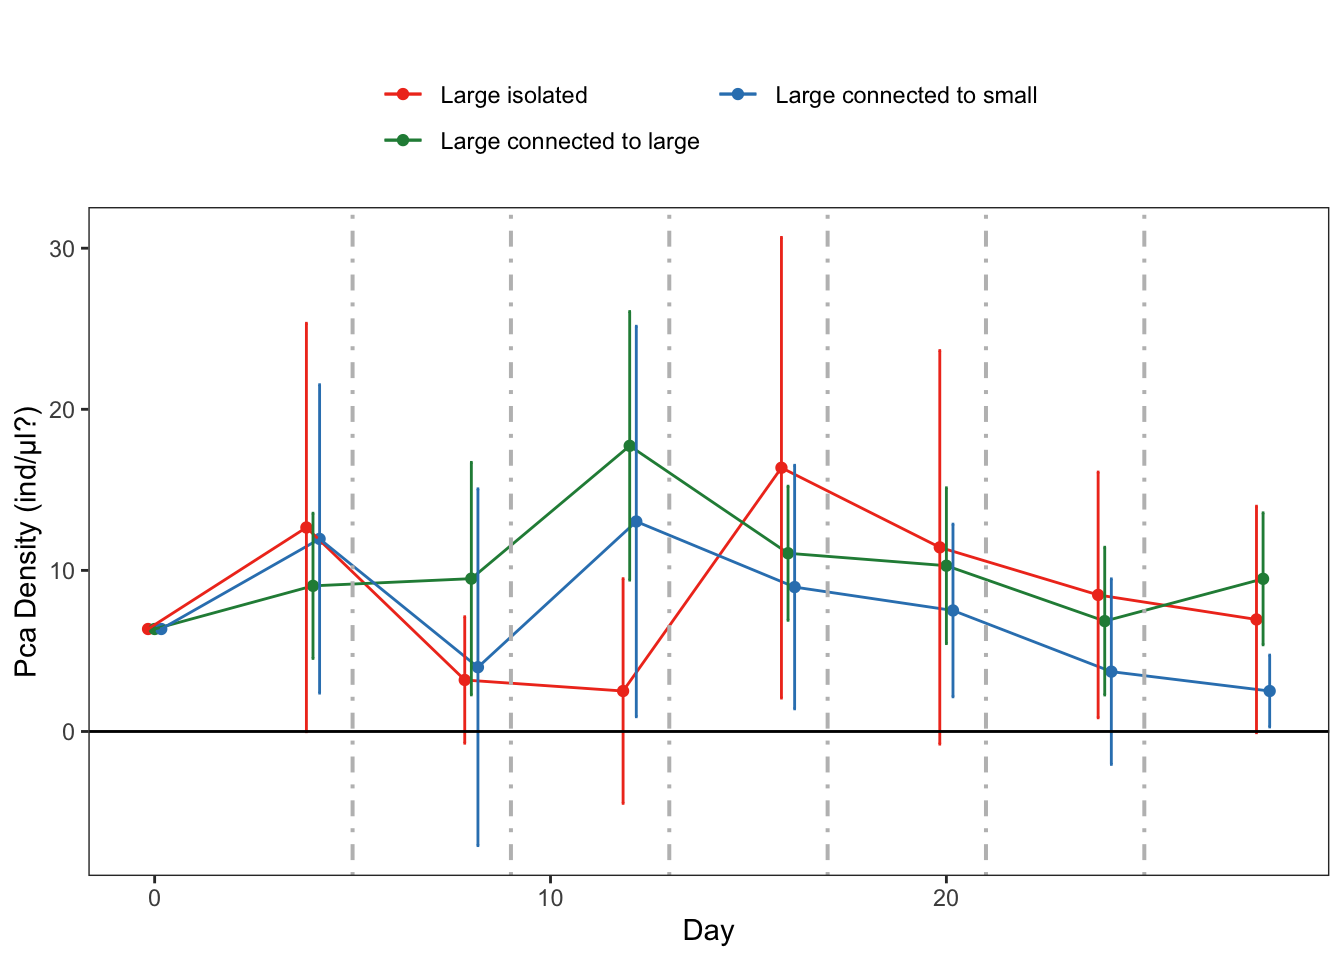 Large isolated
Large connected to small
Large connected to large
30
20
10
0
Pca Density (ind/µl?)
0
10
20
Day